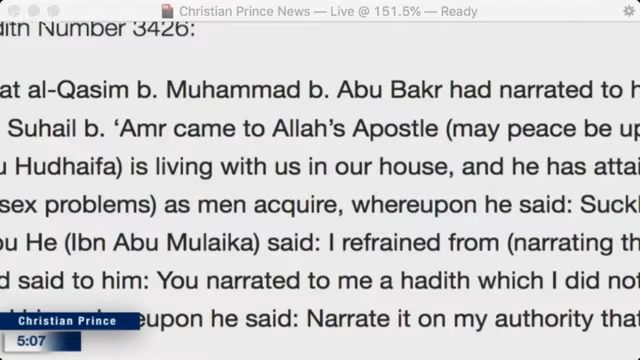 Christian Prince News — Live @ 151.5% — Ready
dith Number 3426:
at al-Qasim b. Muhammad b. Abu Bakr had narrated to h
Suhail b. ‘Amr came to Allah’s Apostle (may peace be up
u Hudhaifa) is living with us in our house, and he has attai
sex problems) as men acquire, whereupon he said: Suckl
ou He (Ibn Abu Mulaika) said: I refrained from (narrating th
d said to him: You narrated to me a hadith which I did not
ereupon he said: Narrate it on my authority that
Christian Prince
5:07